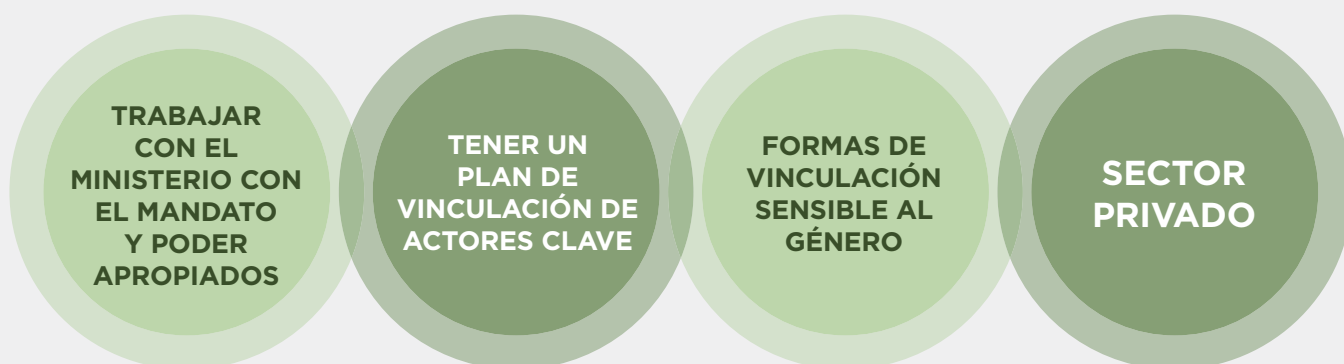 TRABAJAR
CON EL
MINISTERIO CON
EL MANDATO
Y PODER
APROPIADOS
TENER UN
PLAN DE
VINCULACIÓN DE
ACTORES CLAVE
FORMAS DE
VINCULACIÓN
SENSIBLE AL
GÉNERO
SECTOR
PRIVADO